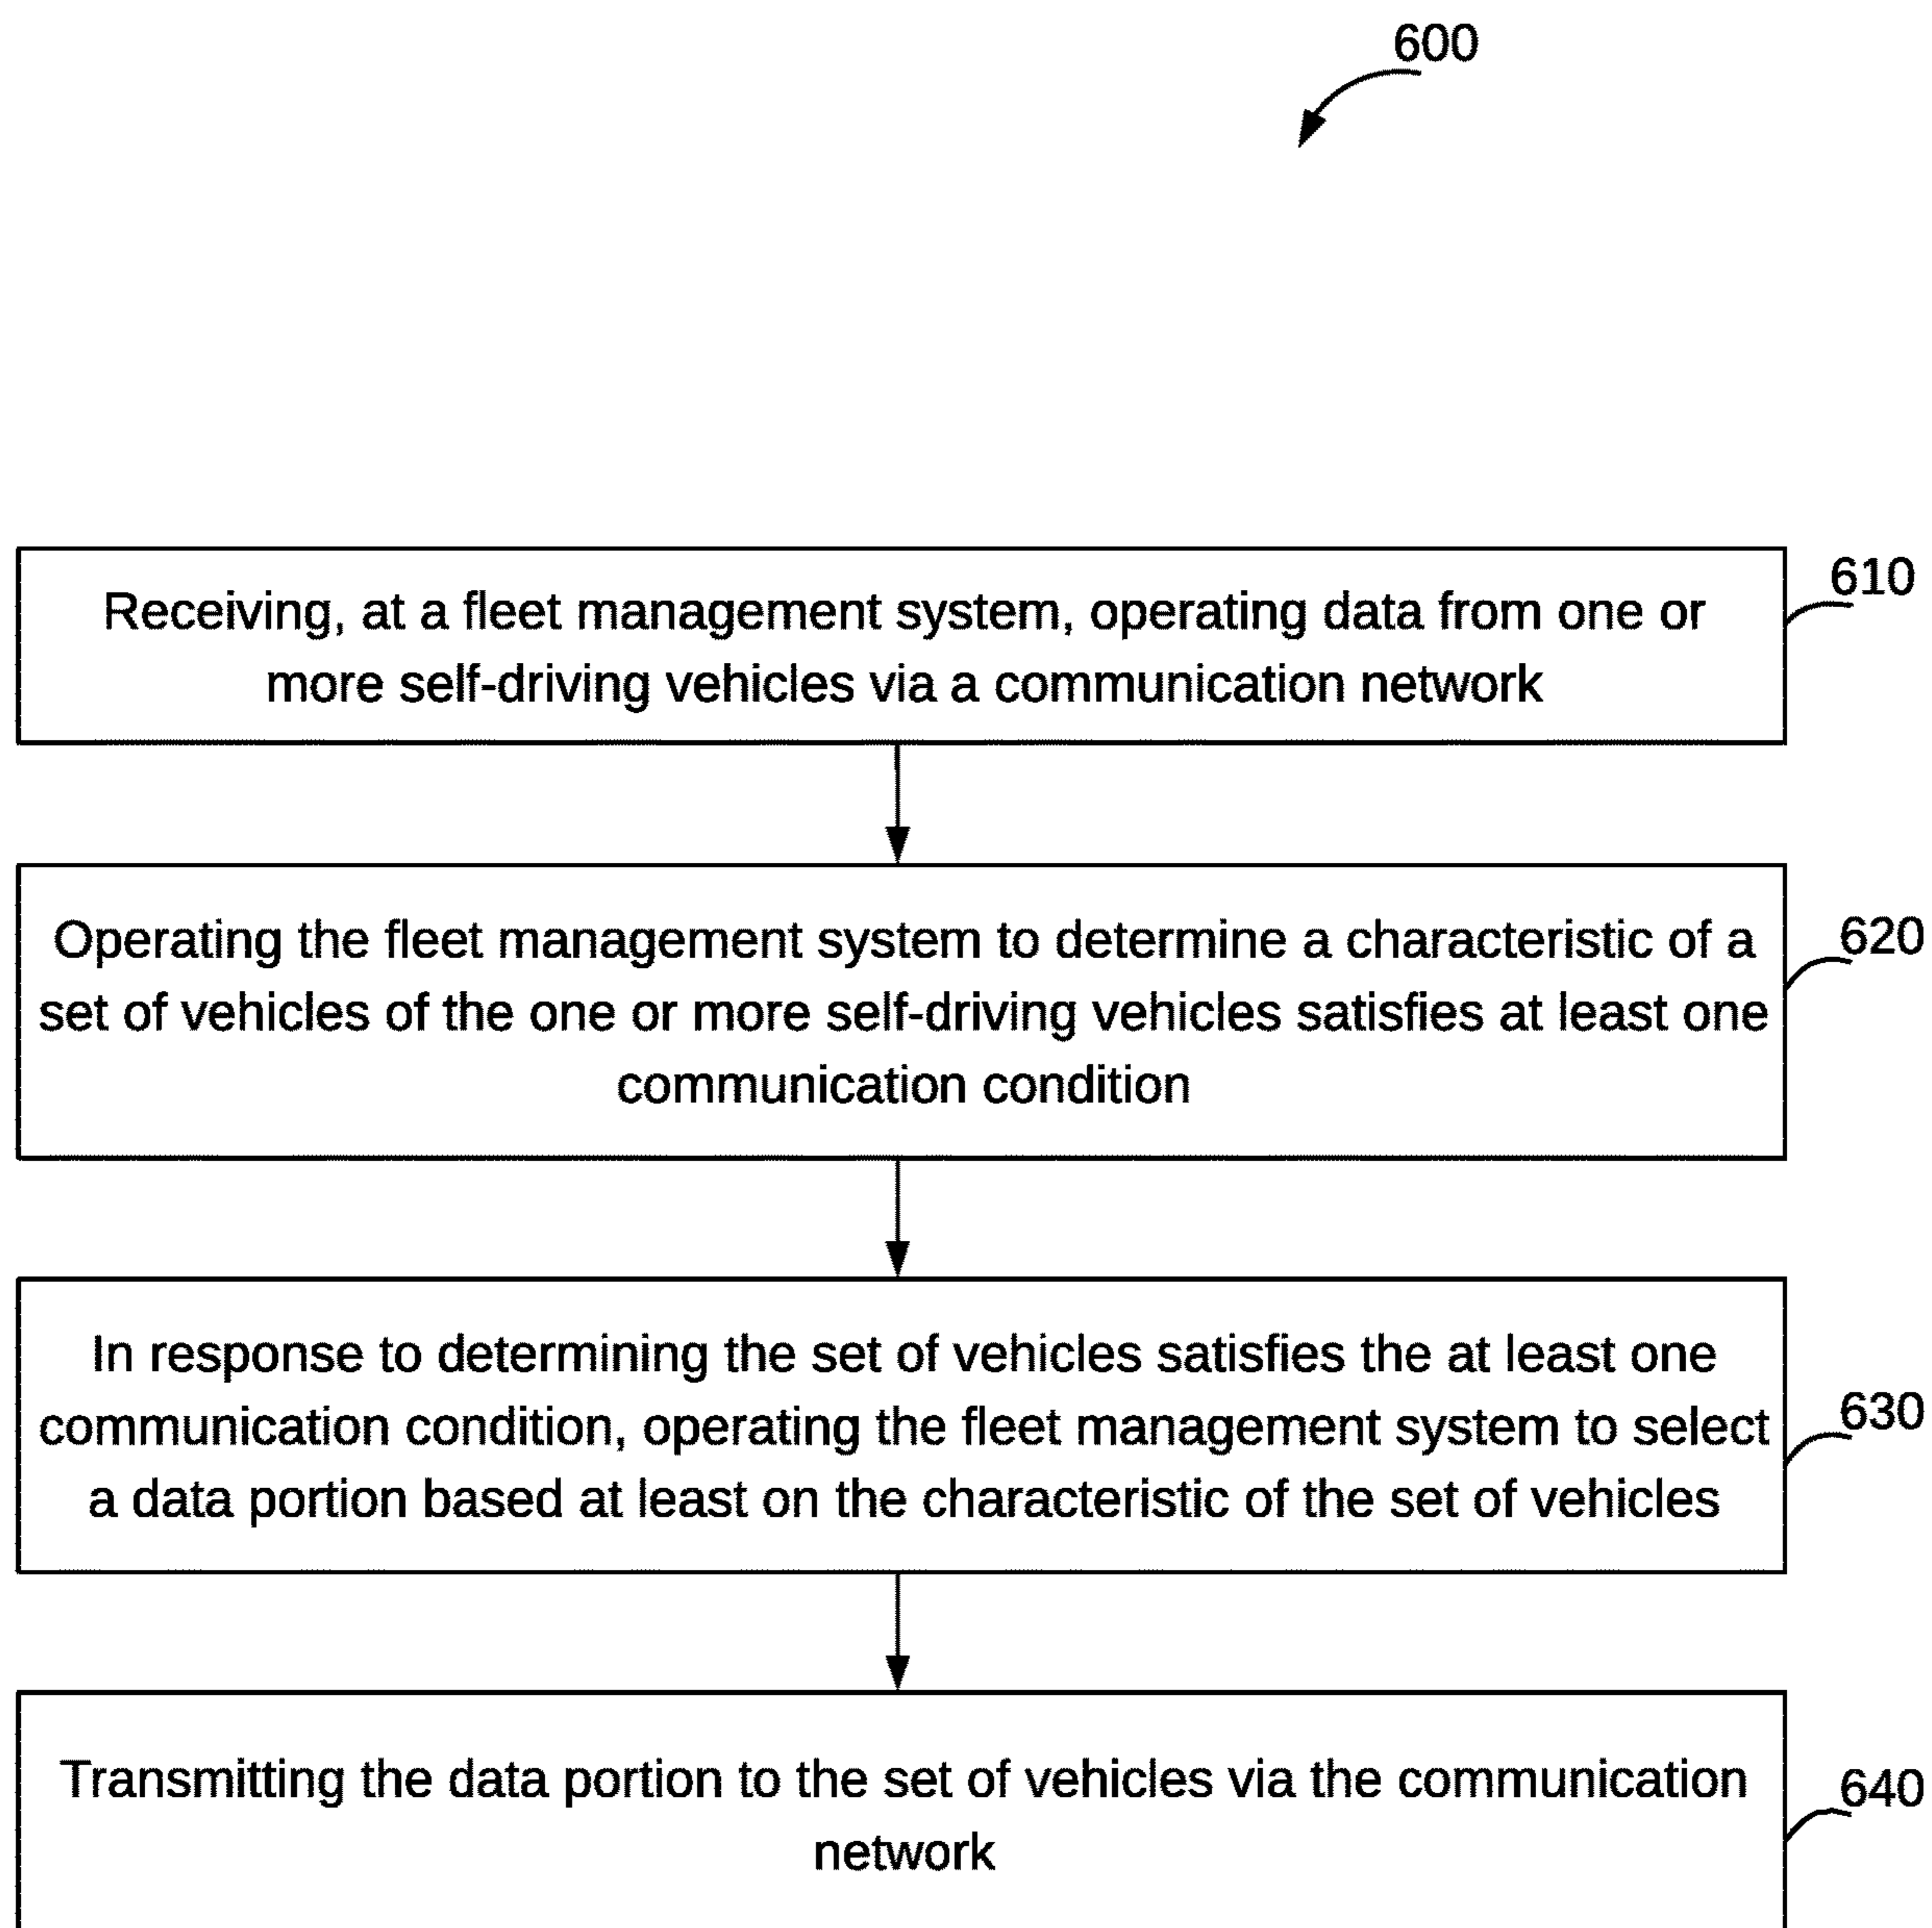 600
Receiving, at a fleet management system, operating data from one or
more self-driving vehicles via a communication network
610
Operating the fleet management system to determine a characteristic of a
set of vehicles of the one or more self-driving vehicles satisfies at least one
communication condition
620
In response to determining the set of vehicles satisfies the at least one
communication condition, operating the fleet management system to select
a data portion based at least on the characteristic of the set of vehicles
630
Transmitting the data portion to the set of vehicles via the communication
network
640